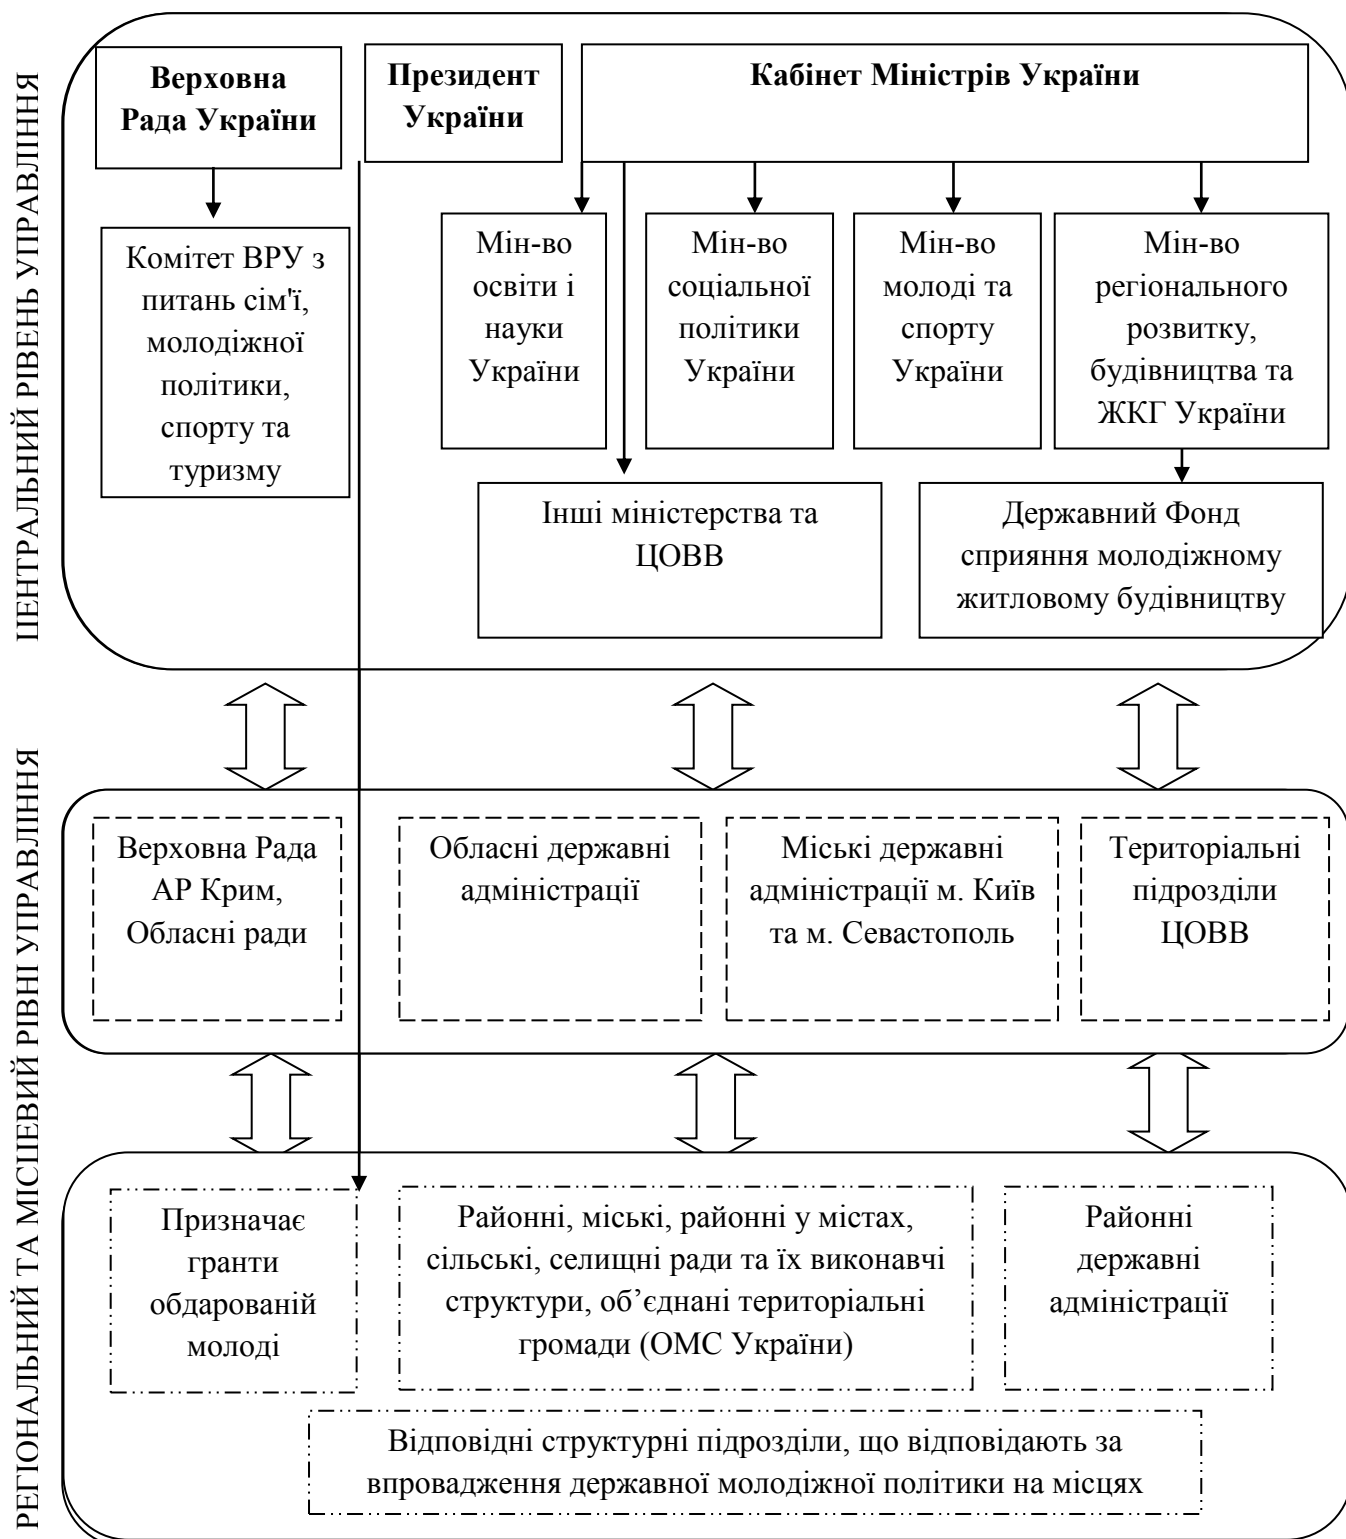 ЦЕНТРАЛЬНИЙ РІВЕНЬ УПРАВЛІННЯ
Верховна
Рада України
Президент
України
Кабінет Міністрів України
Комітет ВРУ з
питань сім'ї,
молодіжної
політики,
спорту та
туризму
Мін-во
освіти і
науки
України
Мін-во
соціальної
політики
України
Мін-во
молоді та
спорту
України
Мін-во
регіонального
розвитку,
будівництва та
ЖКГ України
Інші міністерства та
ЦОВВ
Державний Фонд
сприяння молодіжному
житловому будівництву
РЕГІОНАЛЬНИЙ ТА МІСЦЕВИЙ РІВНІ УПРАВЛІННЯ
Верховна Рада
АР Крим,
Обласні ради
Обласні державні
адміністрації
Міські державні
адміністрації м. Київ
та м. Севастополь
Територіальні
підрозділи
ЦОВВ
Призначає
гранти
обдарованій
молоді
Районні, міські, районні у містах,
сільські, селищні ради та їх виконавчі
структури, об’єднані територіальні
громади (ОМС України)
Районні
державні
адміністрації
Відповідні структурні підрозділи, що відповідають за
впровадження державної молодіжної політики на місцях